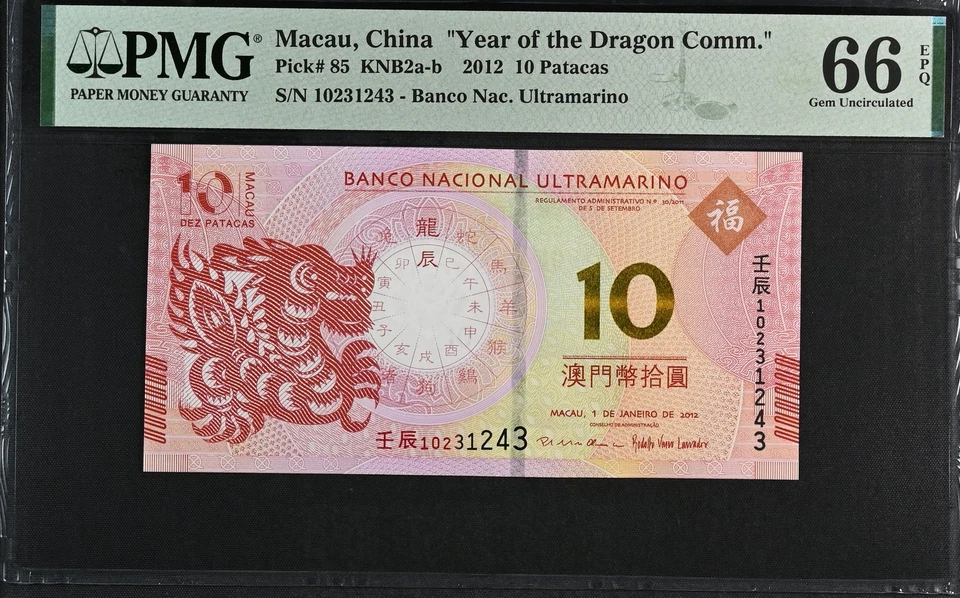 PMG®
PAPER MONEY GUARANTY
Macau, China "Year of the Dragon Comm."
Pick# 85 KNB2a-b 2012 10 Patacas
S/N 10231243 - Banco Nac. Ultramarino
66
EPQ
Gem Uncirculated
10
MACAU
DEZ PATACAS
BANCO NACIONAL ULTRAMARINO
REGULAMENTO ADMINISTRATIVO N.º 30/2011
DE 5 DE SETEMBRO
福
龍
蛇
馬
羊
猴
鷄
狗
兔
辰
巳
午
未
申
酉
戌
亥
子
丑
寅
卯
10
澳門幣拾圓
MACAU, 1 DE JANEIRO DE 2012
CONSELHO DE ADMINISTRAÇÃO
壬辰10231243
壬辰10231243